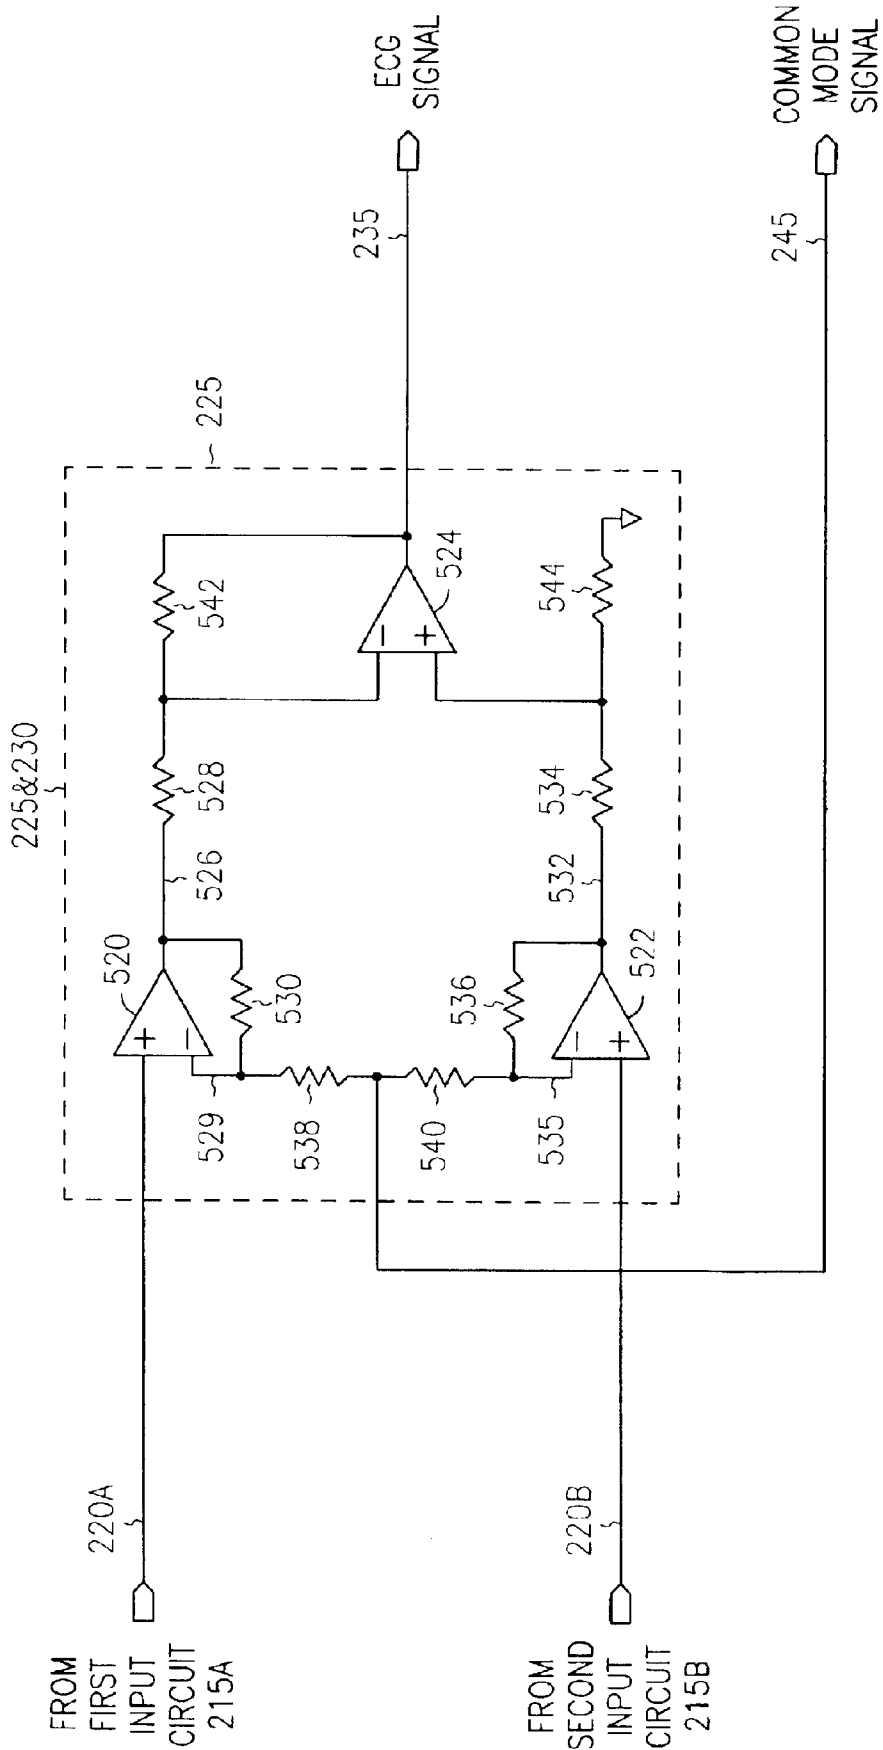 225&230
225
520
526
528
542
235
ECG
SIGNAL
220A
FROM
FIRST
INPUT
CIRCUIT
215A
530
529
538
524
540
536
535
532
534
544
522
220B
FROM
SECOND
INPUT
CIRCUIT
215B
245
COMMON
MODE
SIGNAL
+
−
−
+
−
+